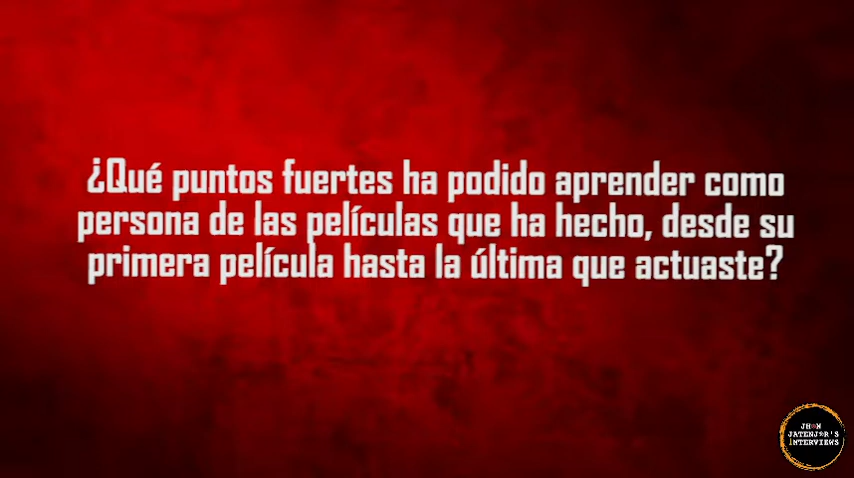 ¿Qué puntos fuertes ha podido aprender como
persona de las películas que ha hecho, desde su
primera película hasta la última que actuaste?
JHON
JATENJOR'S
INTERVIEWS